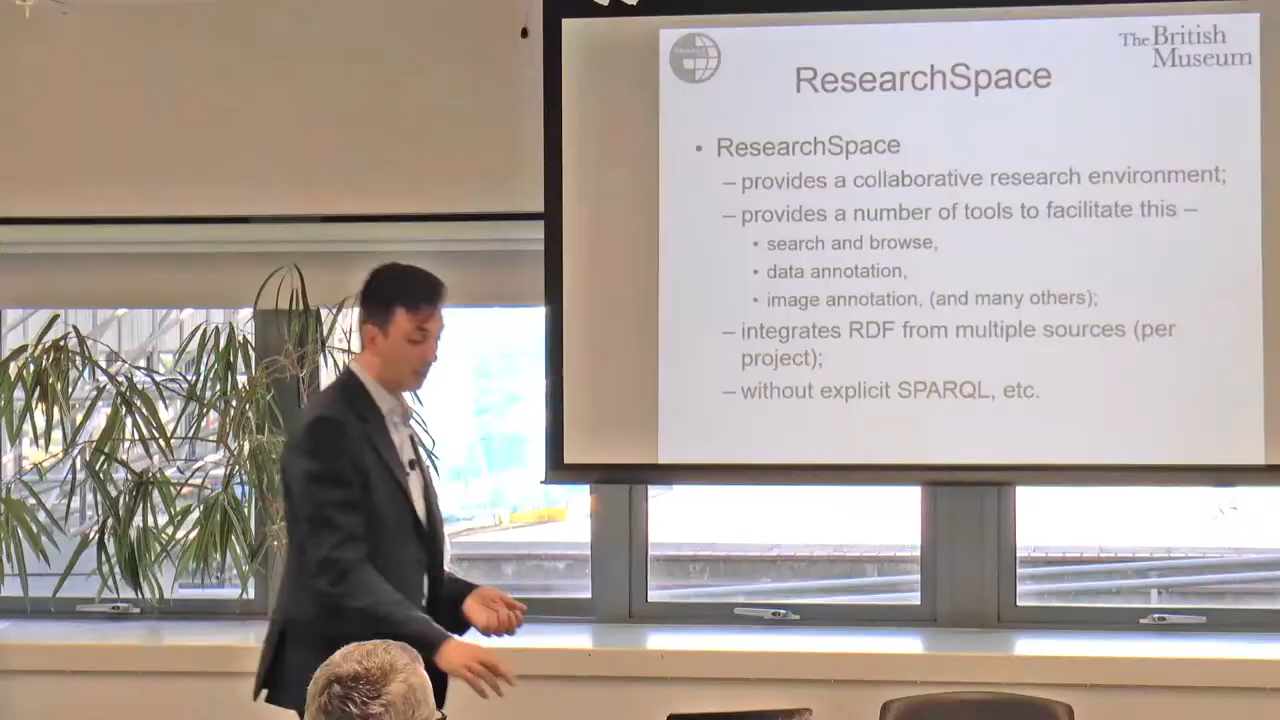 The British
Museum
ResearchSpace
• ResearchSpace
– provides a collaborative research environment;
– provides a number of tools to facilitate this –
• search and browse,
• data annotation,
• image annotation, (and many others);
– integrates RDF from multiple sources (per
project);
– without explicit SPARQL, etc.